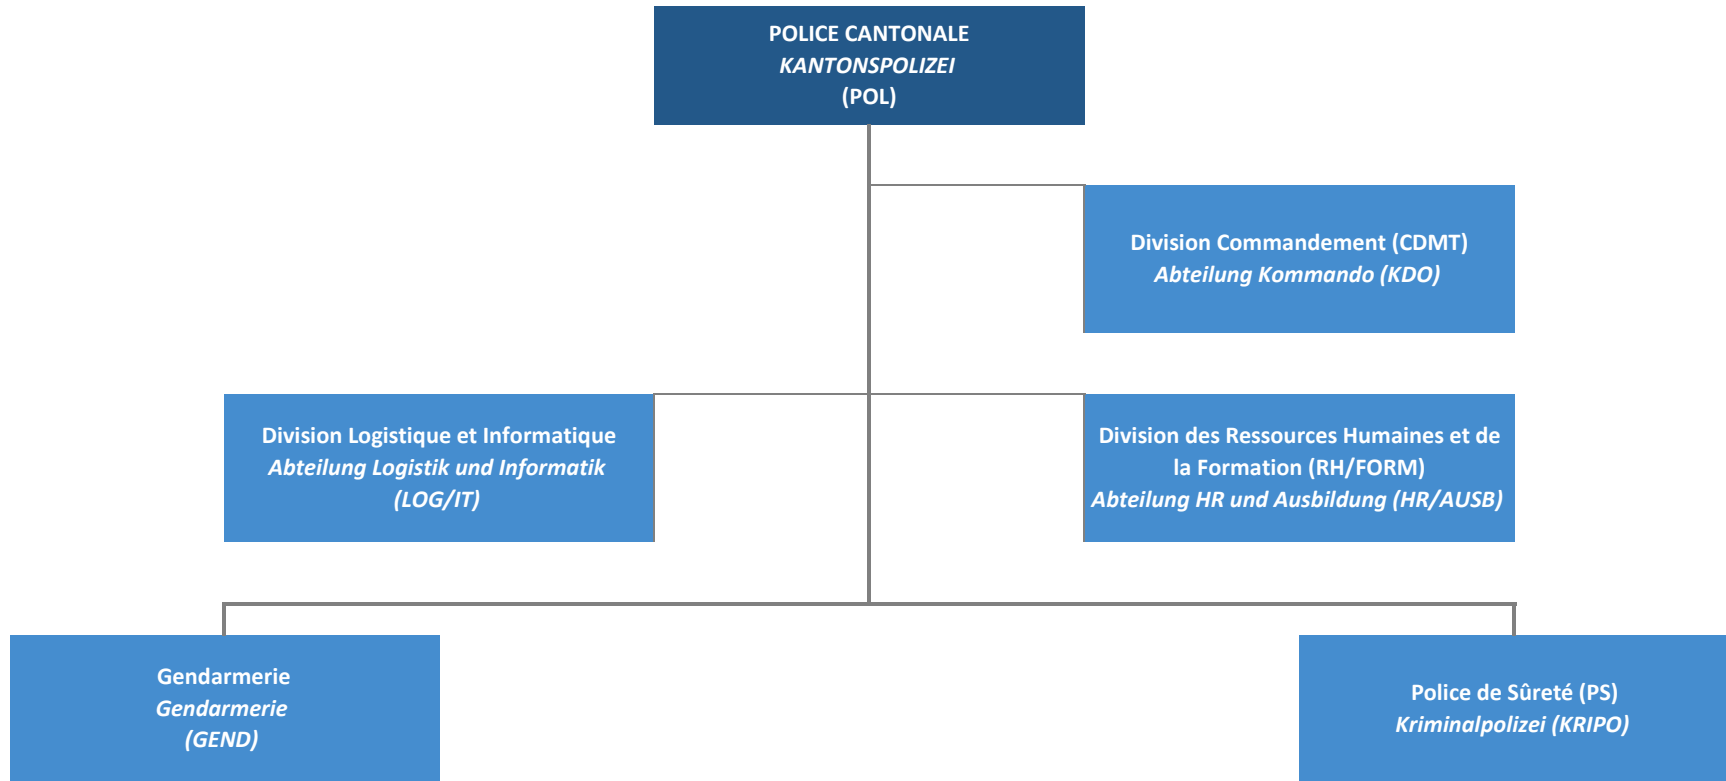 POLICE CANTONALE
KANTONSPOLIZEI
(POL)
Division Commandement (CDMT)
Abteilung Kommando (KDO)
Division Logistique et Informatique
Abteilung Logistik und Informatik
(LOG/IT)
Division des Ressources Humaines et de
la Formation (RH/FORM)
Abteilung HR und Ausbildung (HR/AUSB)
Gendarmerie
Gendarmerie
(GEND)
Police de Sûreté (PS)
Kriminalpolizei (KRIPO)